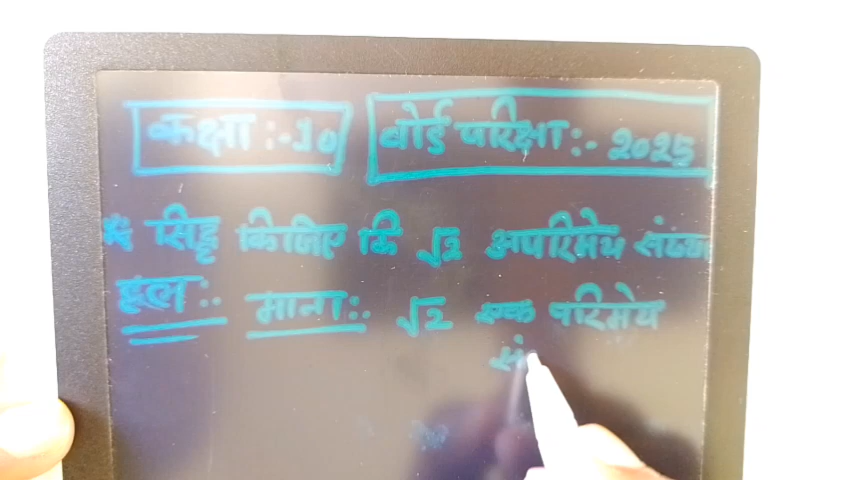 कक्षा :- 10 बोर्ड परिक्षा :- 2025
* सिद्ध किजिए कि √2 अपरिमेय संख्या
हल :- माना :- √2 एक परिमेय
सं